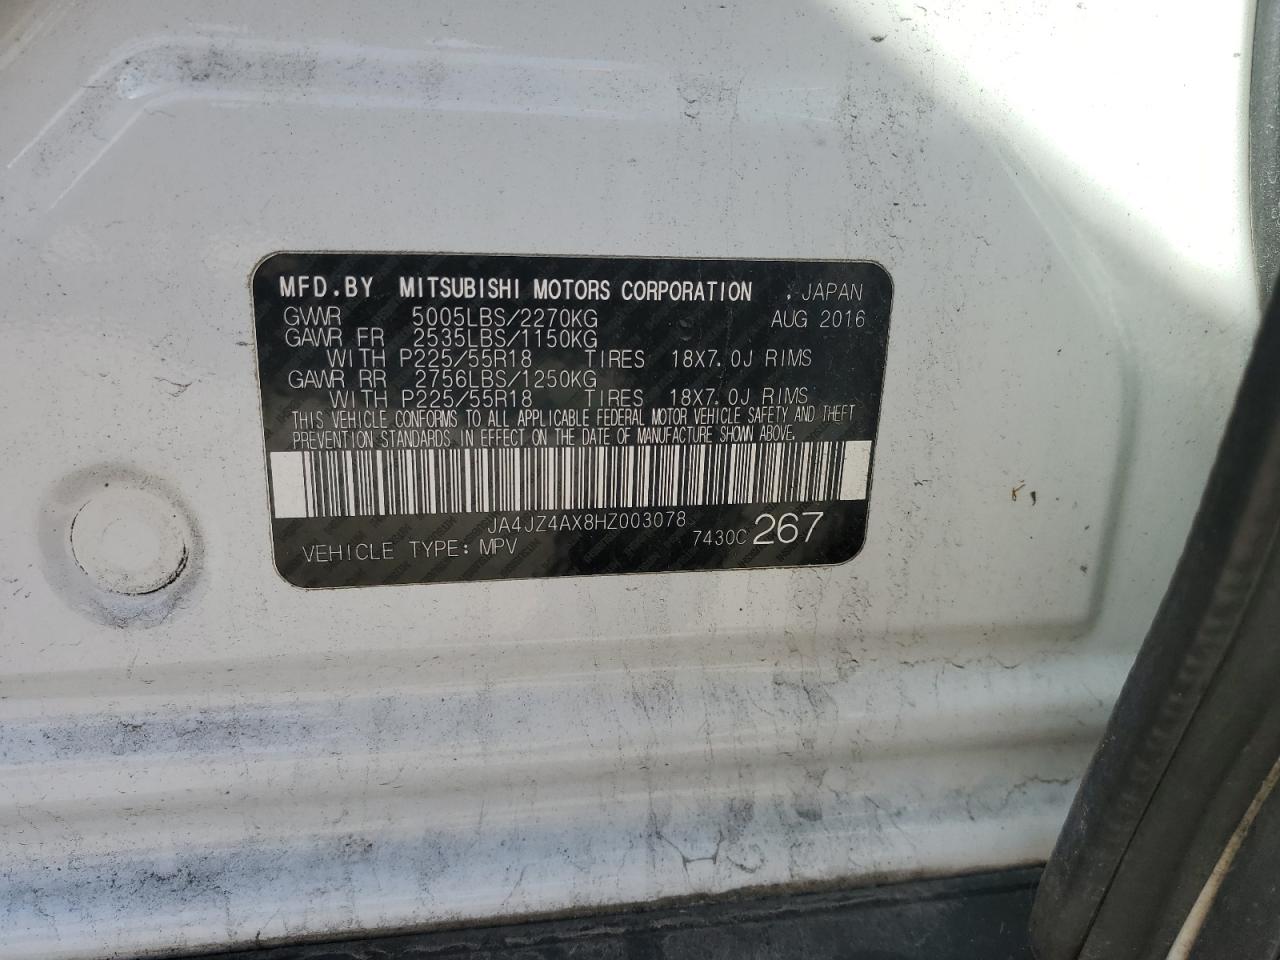 MFD.BY MITSUBISHI MOTORS CORPORATION , JAPAN
GVWR 5005LBS/2270KG AUG 2016
GAWR FR 2535LBS/1150KG
WITH P225/55R18 TIRES 18X7.0J RIMS
GAWR RR 2756LBS/1250KG
WITH P225/55R18 TIRES 18X7.0J RIMS
THIS VEHICLE CONFORMS TO ALL APPLICABLE FEDERAL MOTOR VEHICLE SAFETY AND THEFT
PREVENTION STANDARDS IN EFFECT ON THE DATE OF MANUFACTURE SHOWN ABOVE.
JA4JZ4AX8HZ003078
VEHICLE TYPE: MPV 7430C 267